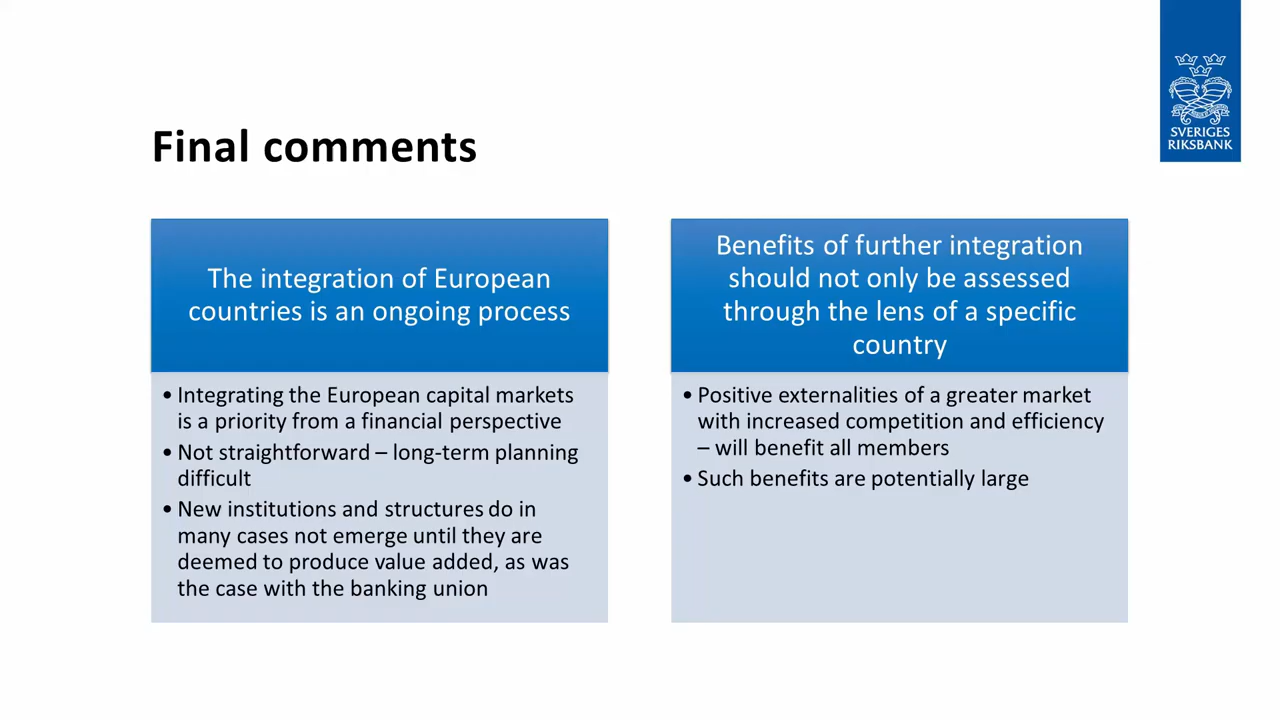 SVERIGES
RIKSBANK
Final comments
The integration of European
countries is an ongoing process
• Integrating the European capital markets
is a priority from a financial perspective
• Not straightforward – long-term planning
difficult
• New institutions and structures do in
many cases not emerge until they are
deemed to produce value added, as was
the case with the banking union
Benefits of further integration
should not only be assessed
through the lens of a specific
country
• Positive externalities of a greater market
with increased competition and efficiency
– will benefit all members
• Such benefits are potentially large